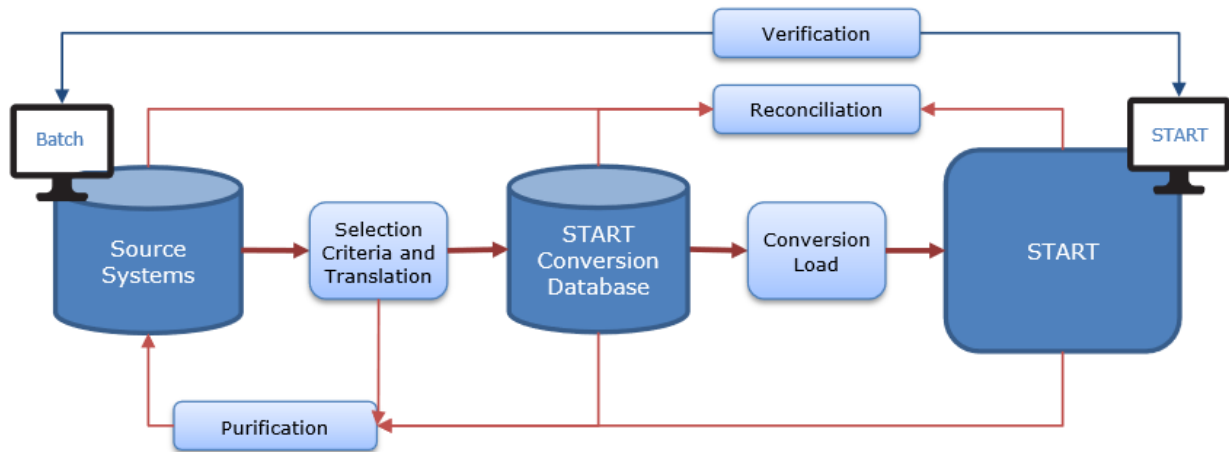 Verification
Reconciliation
Batch
START
Source
Systems
Selection
Criteria and
Translation
START
Conversion
Database
Conversion
Load
START
Purification